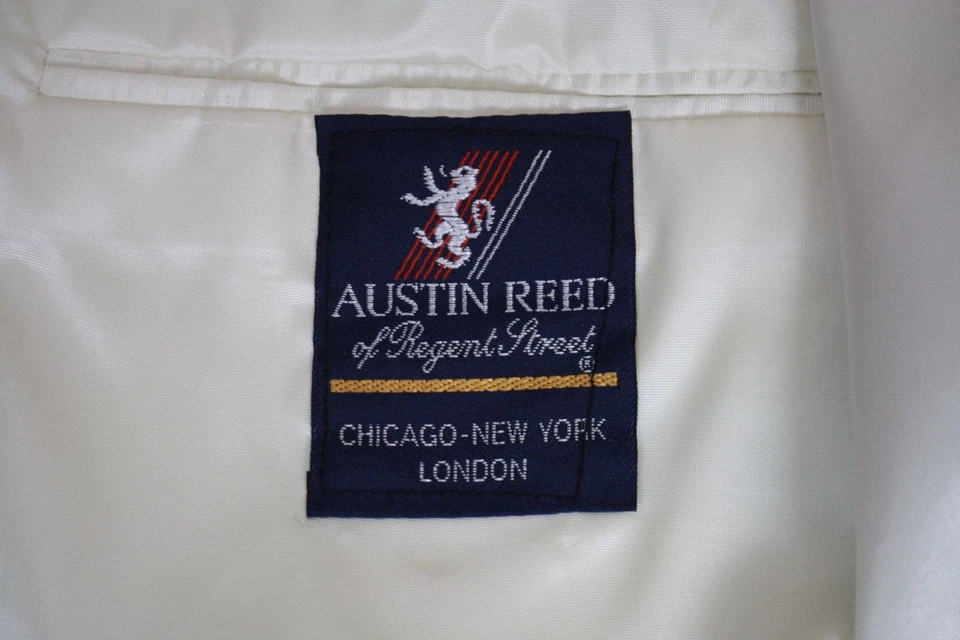 AUSTIN REED®
of Regent Street®
CHICAGO-NEW YORK
LONDON